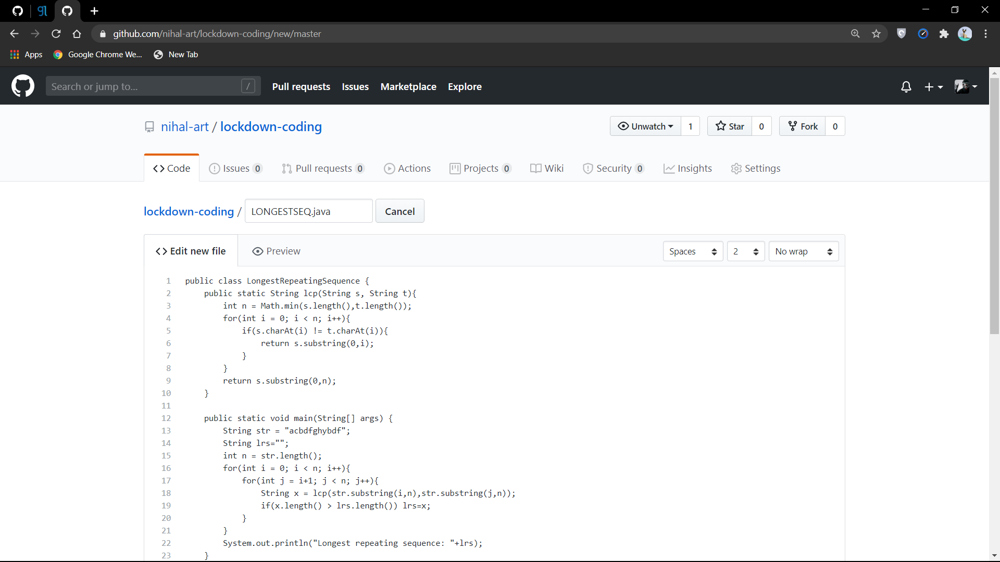 github.com/nihal-art/lockdown-coding/new/master
Apps Google Chrome We... New Tab
Search or jump to... / Pull requests Issues Marketplace Explore
nihal-art / lockdown-coding Unwatch 1 Star 0 Fork 0
Code Issues 0 Pull requests 0 Actions Projects 0 Wiki Security 0 Insights Settings
lockdown-coding / LONGESTSEQ.java Cancel
Edit new file Preview Spaces 2 No wrap
1 public class LongestRepeatingSequence {
2     public static String lcp(String s, String t){
3         int n = Math.min(s.length(),t.length());
4         for(int i = 0; i < n; i++){
5             if(s.charAt(i) != t.charAt(i)){
6                 return s.substring(0,i);
7             }
8         }
9         return s.substring(0,n);
10     }
11
12     public static void main(String[] args) {
13         String str = "acbdfghybdf";
14         String lrs="";
15         int n = str.length();
16         for(int i = 0; i < n; i++){
17             for(int j = i+1; j < n; j++){
18                 String x = lcp(str.substring(i,n),str.substring(j,n));
19                 if(x.length() > lrs.length()) lrs=x;
20             }
21         }
22         System.out.println("Longest repeating sequence: "+lrs);
23     }